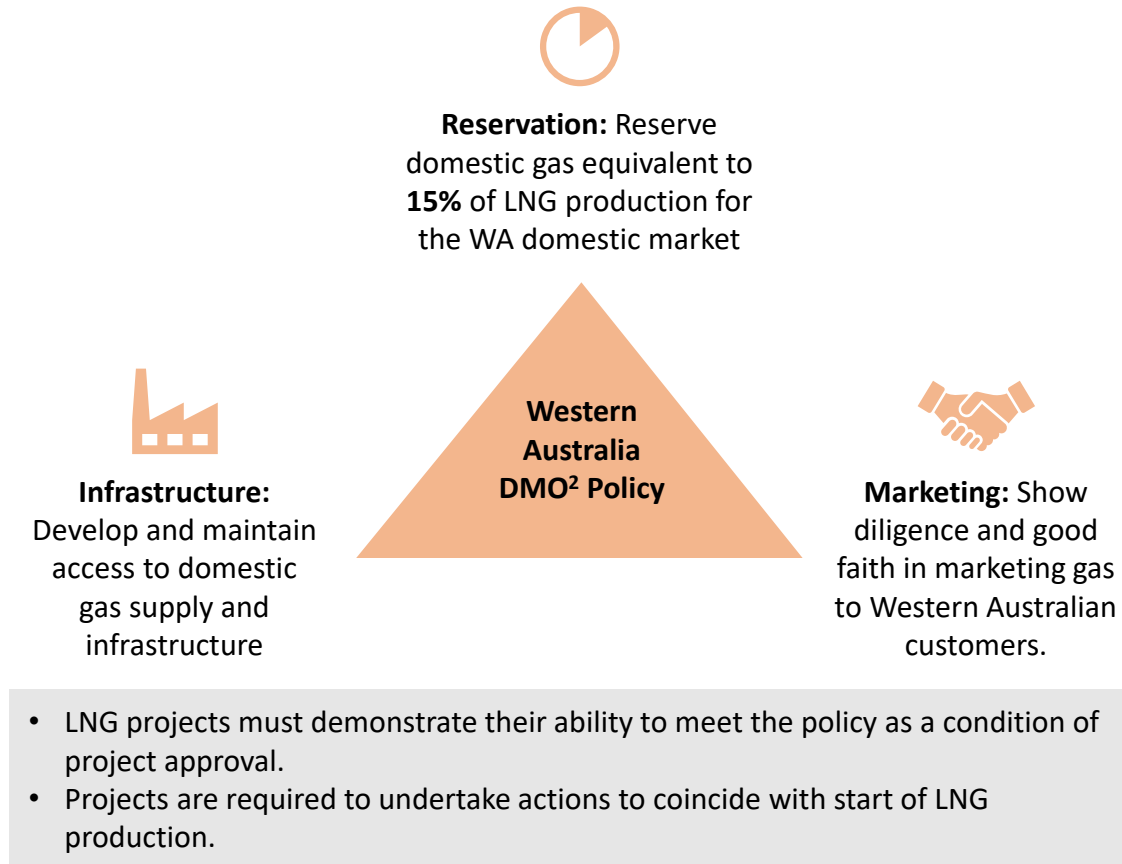 Reservation: Reserve
domestic gas equivalent to
15% of LNG production for
the WA domestic market
Western
Australia
DMO² Policy
Infrastructure:
Develop and maintain
access to domestic
gas supply and
infrastructure
Marketing: Show
diligence and good
faith in marketing gas
to Western Australian
customers.
• LNG projects must demonstrate their ability to meet the policy as a condition of
project approval.
• Projects are required to undertake actions to coincide with start of LNG
production.